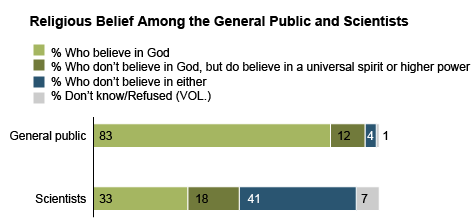 Religious Belief Among the General Public and Scientists
% Who believe in God
% Who don't believe in God, but do believe in a universal spirit or higher power
% Who don't believe in either
% Don't know/Refused (VOL.)
General public 83 12 4 1
Scientists 33 18 41 7